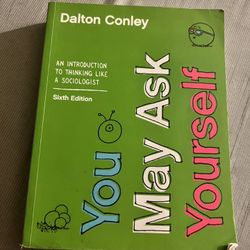 Dalton Conley
AN INTRODUCTION
TO THINKING LIKE
A SOCIOLOGIST
Sixth Edition
You
May Ask
Yourself